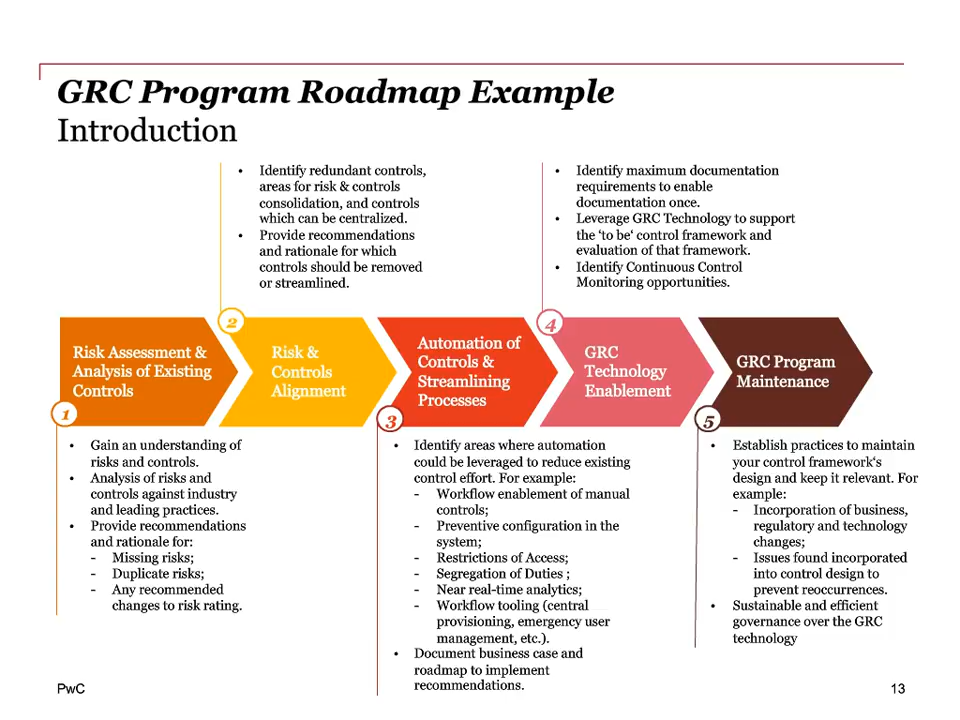 GRC Program Roadmap Example
Introduction
• Identify redundant controls,
areas for risk & controls
consolidation, and controls
which can be centralized.
• Provide recommendations
and rationale for which
controls should be removed
or streamlined.
• Identify maximum documentation
requirements to enable
documentation once.
• Leverage GRC Technology to support
the ‘to be‘ control framework and
evaluation of that framework.
• Identify Continuous Control
Monitoring opportunities.
Risk Assessment &
Analysis of Existing
Controls
1
2
Risk &
Controls
Alignment
Automation of
Controls &
Streamlining
Processes
3
4
GRC
Technology
Enablement
GRC Program
Maintenance
5
• Gain an understanding of
risks and controls.
• Analysis of risks and
controls against industry
and leading practices.
• Provide recommendations
and rationale for:
- Missing risks;
- Duplicate risks;
- Any recommended
changes to risk rating.
• Identify areas where automation
could be leveraged to reduce existing
control effort. For example:
- Workflow enablement of manual
controls;
- Preventive configuration in the
system;
- Restrictions of Access;
- Segregation of Duties ;
- Near real-time analytics;
- Workflow tooling (central
provisioning, emergency user
management, etc.).
• Document business case and
roadmap to implement
recommendations.
• Establish practices to maintain
your control framework‘s
design and keep it relevant. For
example:
- Incorporation of business,
regulatory and technology
changes;
- Issues found incorporated
into control design to
prevent reoccurrences.
• Sustainable and efficient
governance over the GRC
technology
PwC
13